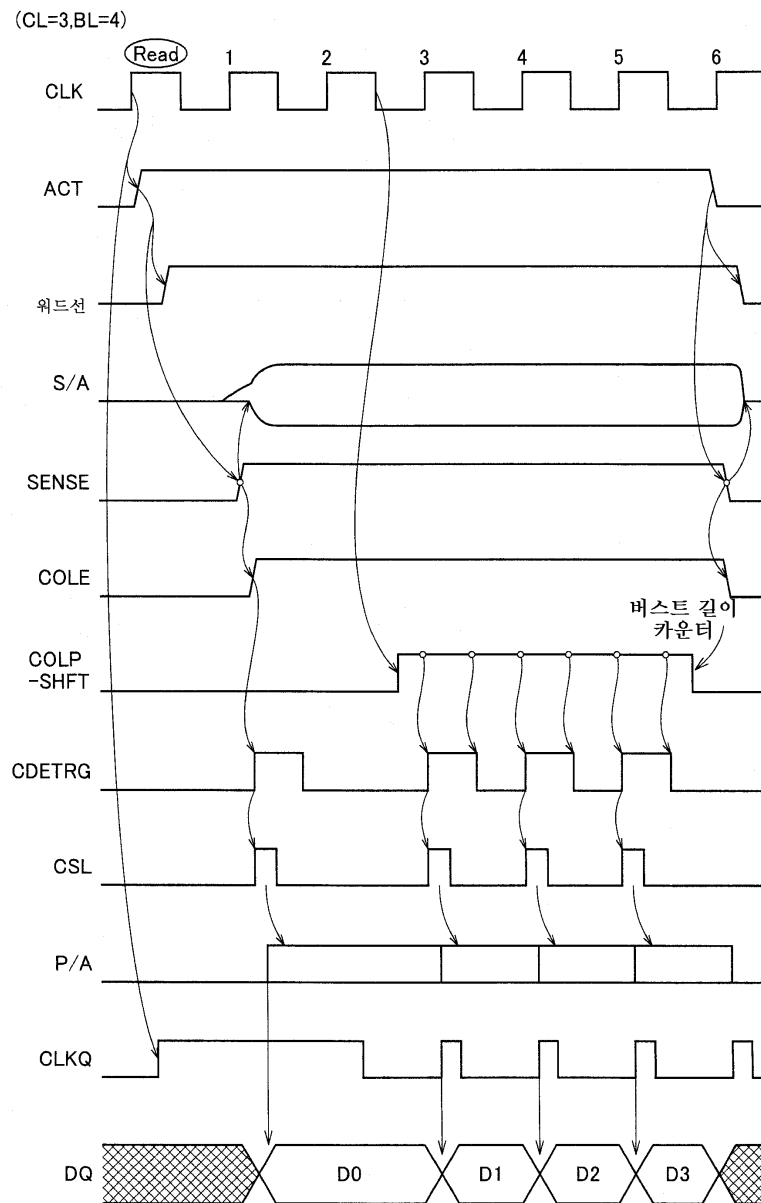 (CL=3,BL=4)
Read 1 2 3 4 5 6
CLK
ACT
워드선
S/A
SENSE
COLE
버스트 길이
카운터
COLP
-SHFT
CDETRG
CSL
P/A
CLKQ
DQ D0 D1 D2 D3